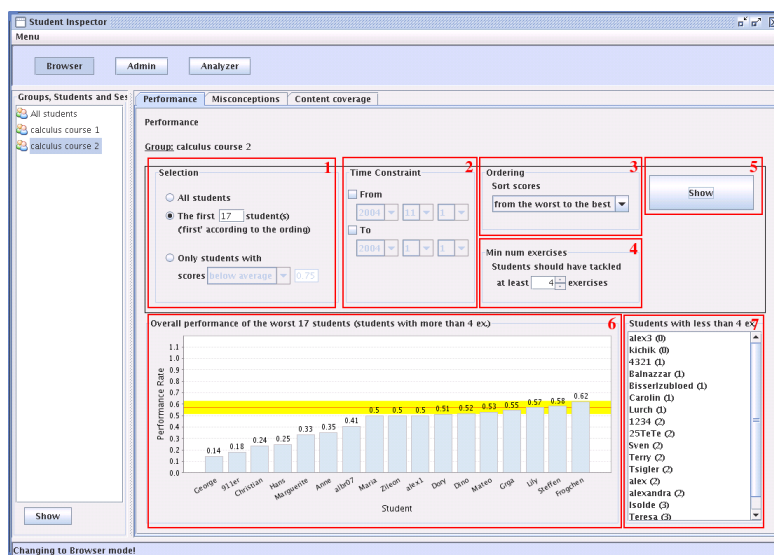 Student Inspector
Menu
Browser Admin Analyzer
Groups, Students and Ses
All students
calculus course 1
calculus course 2
Show
Performance Misconceptions Content coverage
Performance
Group: calculus course 2
Selection 1
All students
The first 17 student(s)
(first' according to the ording)
Only students with
scores below average 0.75
Time Constraint 2
From
2004 11 1
To
2004 1 1
Ordering 3
Sort scores
from the worst to the best
Min num exercises 4
Students should have tackled
at least 4 exercises
5
Show
Overall performance of the worst 17 students (students with more than 4 ex.) 6
Performance Rate
1.1
1.0
0.9
0.8
0.7
0.6
0.5
0.4
0.3
0.2
0.1
0.0
0.14 0.18 0.24 0.25 0.33 0.35 0.41 0.5 0.5 0.5 0.51 0.52 0.53 0.55 0.57 0.58 0.62
George 911er Christian Hans Marguerite Anne albr07 Maria Zileon alex1 Dory Dino Mateo Grga Lily Steffen Frogchen
Student
Students with less than 4 ex. 7
alex3 (0)
kichik (0)
4321 (1)
Balnazzar (1)
Bisserlzubloed (1)
Carolin (1)
Lurch (1)
1234 (2)
25TeTe (2)
Sven (2)
Terry (2)
Tsigler (2)
alex (2)
alexandra (2)
Isolde (3)
Teresa (3)
Changing to Browser mode!